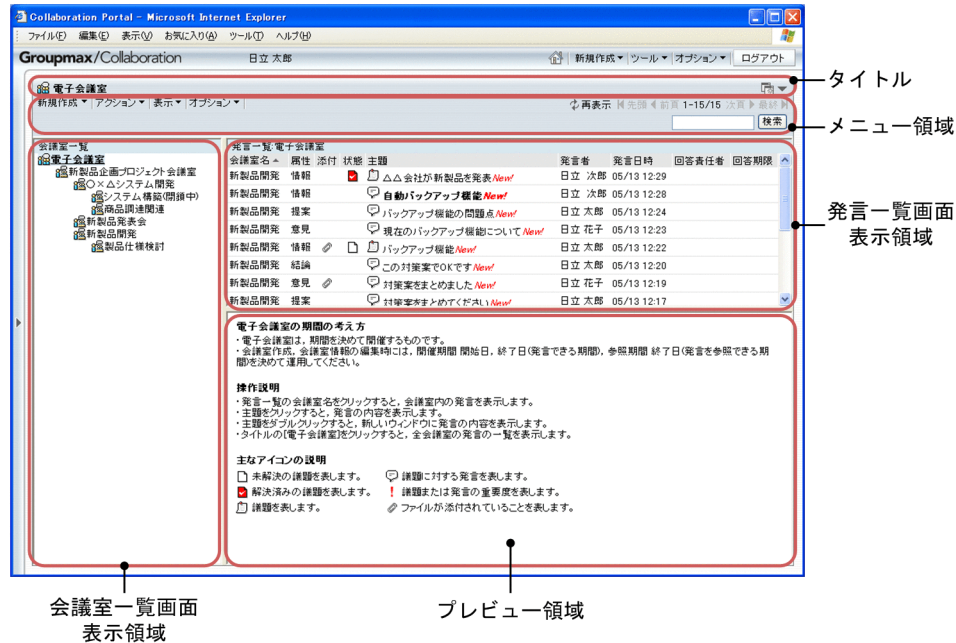 Collaboration Portal - Microsoft Internet Explorer
ファイル(F) 編集(E) 表示(V) お気に入り(A) ツール(T) ヘルプ(H)
Groupmax/Collaboration 日立 太郎 新規作成▼ ツール▼ オプション▼ ログアウト
電子会議室
タイトル
新規作成▼ アクション▼ 表示▼ オプション▼ 再表示 先頭 前頁 1-15/15 次頁 最終
検索
メニュー領域
会議室一覧
電子会議室
新製品企画プロジェクト会議室
○×△システム開発
システム構築(閉鎖中)
商品調達関連
新製品発表会
新製品開発
製品仕様検討
発言一覧:電子会議室
会議室名 属性 添付 状態 主題 発言者 発言日時 回答責任者 回答期限
新製品開発 情報 △△会社が新製品を発表New! 日立 次郎 05/13 12:29
新製品開発 情報 自動バックアップ機能New! 日立 次郎 05/13 12:28
新製品開発 提案 バックアップ機能の問題点New! 日立 太郎 05/13 12:24
新製品開発 意見 現在のバックアップ機能についてNew! 日立 花子 05/13 12:23
新製品開発 情報 バックアップ機能New! 日立 太郎 05/13 12:22
新製品開発 結論 この対策案でOKですNew! 日立 太郎 05/13 12:20
新製品開発 意見 対策案をまとめましたNew! 日立 花子 05/13 12:19
新製品開発 提案 対策案をまとめてくださいNew! 日立 太郎 05/13 12:17
発言一覧画面
表示領域
電子会議室の期間の考え方
・電子会議室は，期間を決めて開催するものです。
・会議室作成，会議室情報の編集時には，開催期間 開始日，終了日(発言できる期間)，参照期間 終了日(発言を参照できる期
間)を決めて運用してください。
操作説明
・発言一覧の会議室名をクリックすると，会議室内の発言を表示します。
・主題をクリックすると，発言の内容を表示します。
・主題をダブルクリックすると，新しいウィンドウに発言の内容を表示します。
・タイトルの[電子会議室]をクリックすると，全会議室の発言の一覧を表示します。
主なアイコンの説明
未解決の議題を表します。 議題に対する発言を表します。
解決済みの議題を表します。 議題または発言の重要度を表します。
議題を表します。 ファイルが添付されていることを表します。
会議室一覧画面
表示領域
プレビュー領域